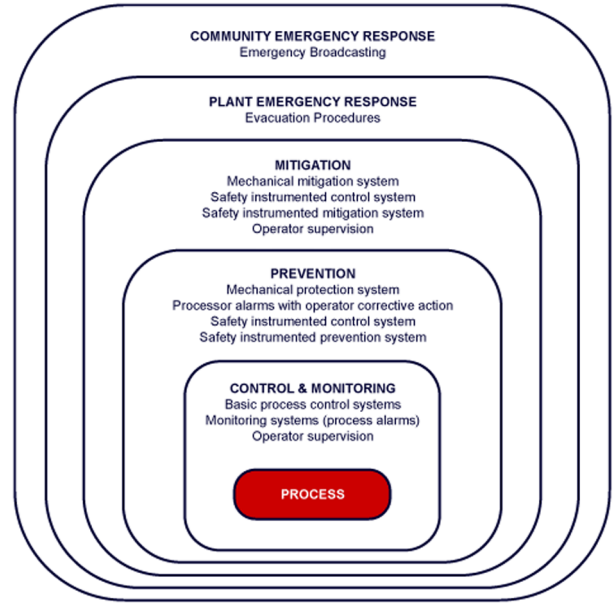 COMMUNITY EMERGENCY RESPONSE
Emergency Broadcasting
PLANT EMERGENCY RESPONSE
Evacuation Procedures
MITIGATION
Mechanical mitigation system
Safety instrumented control system
Safety instrumented mitigation system
Operator supervision
PREVENTION
Mechanical protection system
Processor alarms with operator corrective action
Safety instrumented control system
Safety instrumented prevention system
CONTROL & MONITORING
Basic process control systems
Monitoring systems (process alarms)
Operator supervision
PROCESS